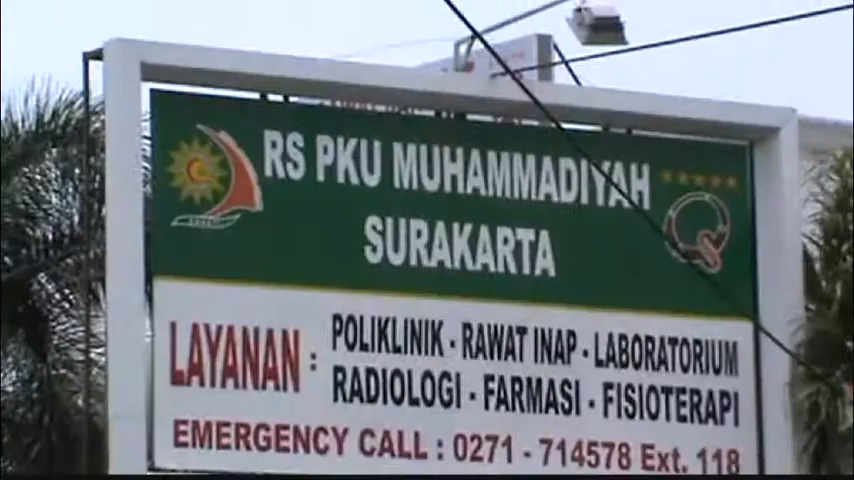 RS PKU MUHAMMADIYAH
SURAKARTA
LAYANAN : POLIKLINIK - RAWAT INAP - LABORATORIUM
RADIOLOGI - FARMASI - FISIOTERAPI
EMERGENCY CALL : 0271 - 714578 Ext. 118